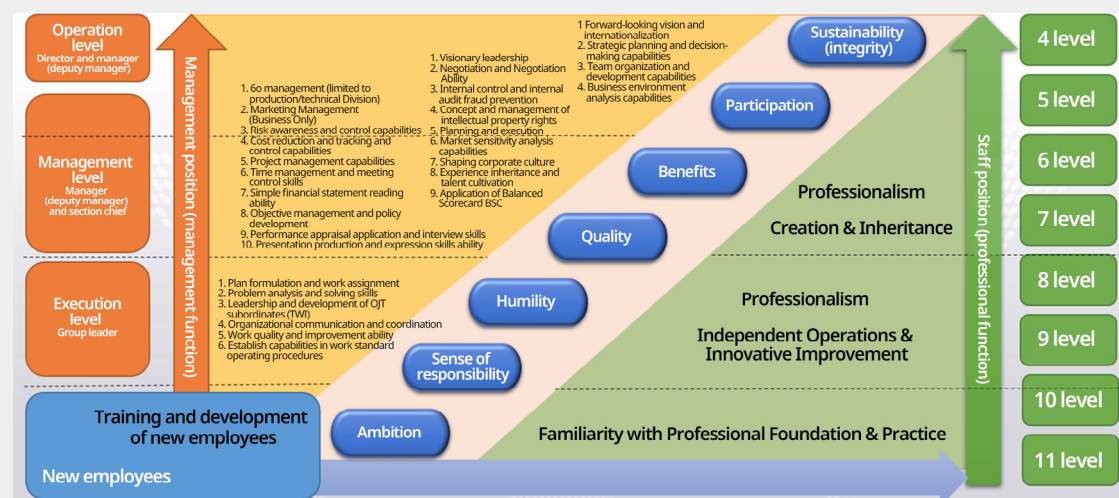 Operation
level
Director and manager
(deputy manager)
Management
level
Manager
(deputy manager)
and section chief
Execution
level
Group leader
Management position (management function)
1. 6o management (limited to
production/technical Division)
2. Marketing Management
(Business Only)
3. Risk awareness and control capabilities
4. Cost reduction and tracking and
control capabilities
5. Project management capabilities
6. Time management and meeting
control skills
7. Simple financial statement reading
ability
8. Objective management and policy
development
9. Performance appraisal application and interview skills
10. Presentation production and expression skills ability
1. Visionary leadership
2. Negotiation and Negotiation
Ability
3. Internal control and internal
audit fraud prevention
4. Concept and management of
intellectual property rights
5. Planning and execution
6. Market sensitivity analysis
capabilities
7. Shaping corporate culture
8. Experience inheritance and
talent cultivation
9. Application of Balanced
Scorecard BSC
1 Forward-looking vision and
internationalization
2. Strategic planning and decision-
making capabilities
3. Team organization and
development capabilities
4. Business environment
analysis capabilities
1. Plan formulation and work assignment
2. Problem analysis and solving skills
3. Leadership and development of OJT
subordinates (TWI)
4. Organizational communication and coordination
5. Work quality and improvement ability
6. Establish capabilities in work standard
operating procedures
Sustainability
(integrity)
Participation
Benefits
Quality
Humility
Sense of
responsibility
Ambition
Professionalism
Creation & Inheritance
Professionalism
Independent Operations &
Innovative Improvement
Familiarity with Professional Foundation & Practice
Staff position (professional function)
4 level
5 level
6 level
7 level
8 level
9 level
10 level
11 level
Training and development
of new employees
New employees